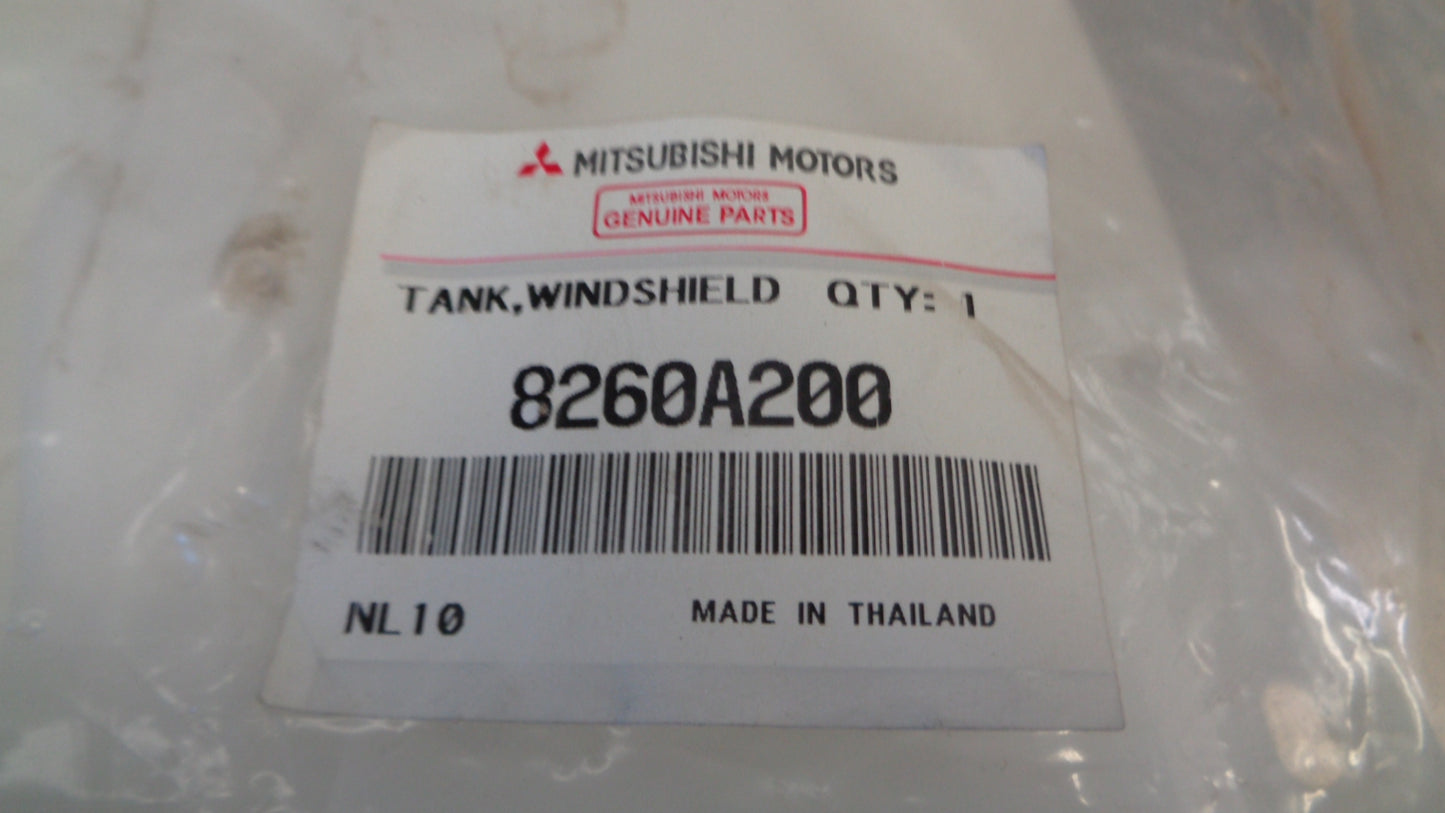 MITSUBISHI MOTORS
MITSUBISHI MOTORS
GENUINE PARTS
TANK,WINDSHIELD QTY: 1
8260A200
NL10 MADE IN THAILAND